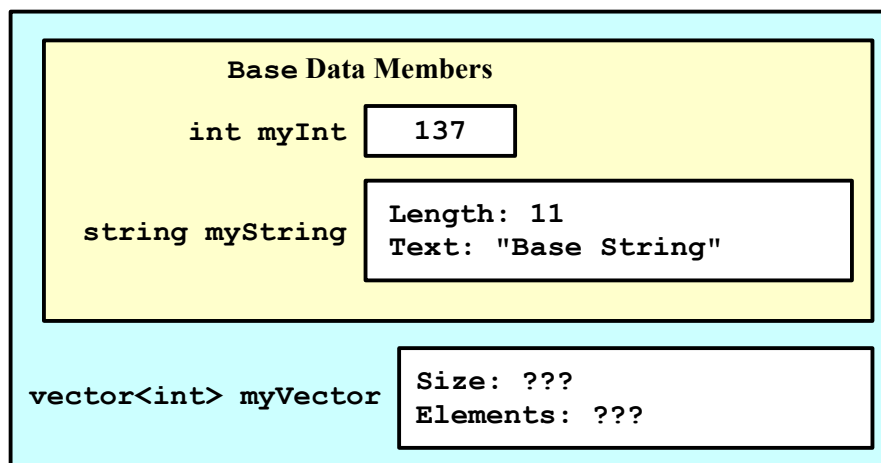 Base Data Members
int myInt 137
string myString
Length: 11
Text: "Base String"
vector<int> myVector
Size: ???
Elements: ???